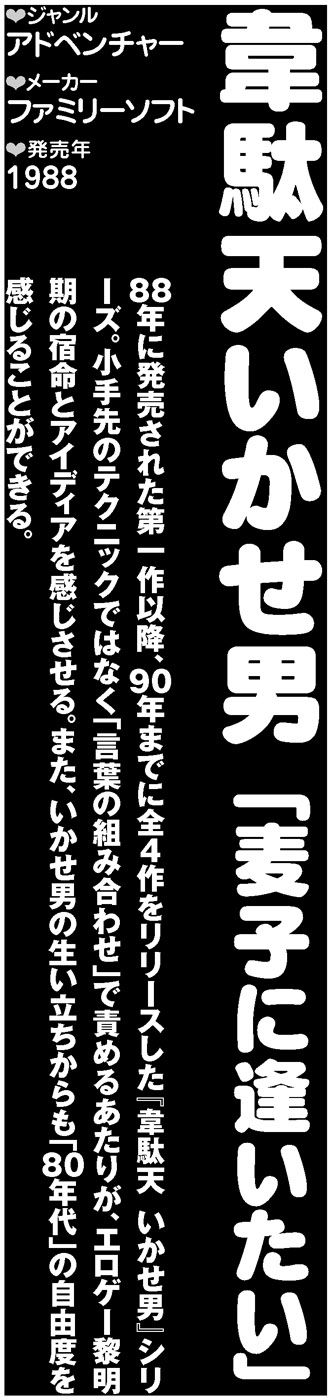 韋駄天いかせ男「麦子に逢いたい」
❤ジャンル
アドベンチャー
❤メーカー
ファミリーソフト
❤発売年
1988
88年に発売された第一作以降、90年までに全4作をリリースした『韋駄天 いかせ男』シリ
ーズ。小手先のテクニックではなく「言葉の組み合わせ」で責めるあたりが、エロゲー黎明
期の宿命とアイディアを感じさせる。また、いかせ男の生い立ちからも「80年代」の自由度を
感じることができる。